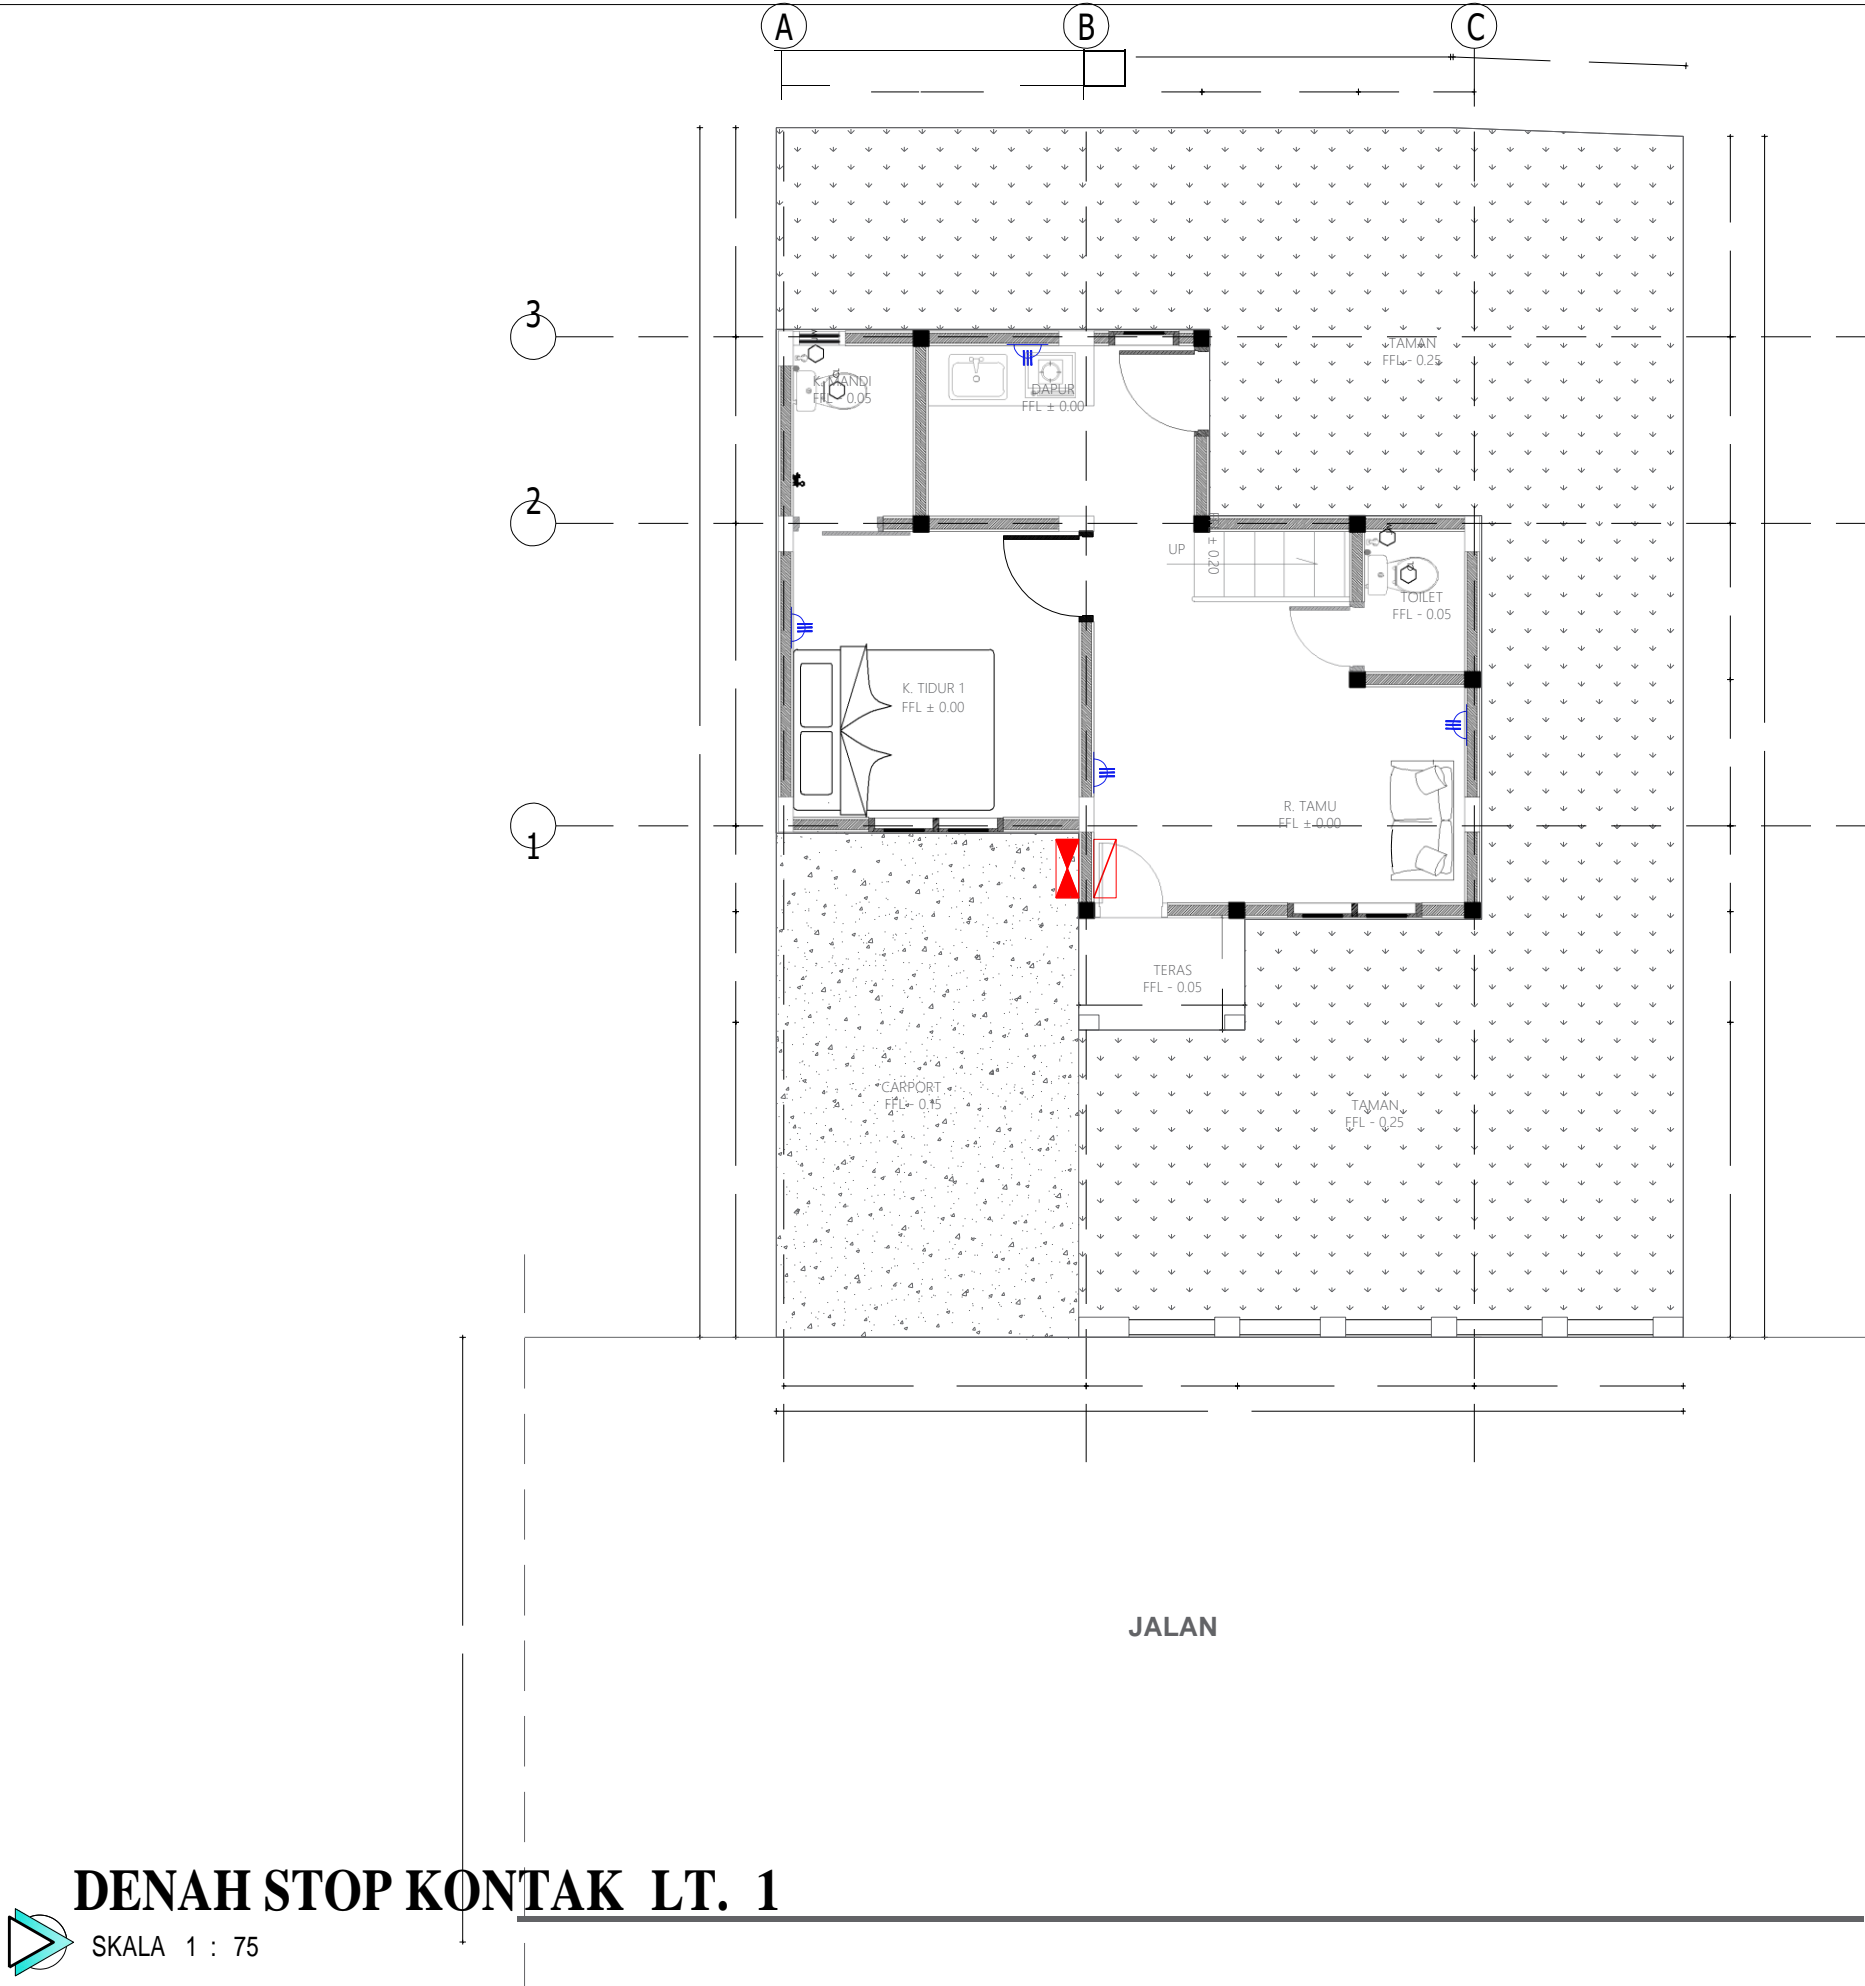 A B C
3
TAMAN
FFL - 0.25
K. MANDI
FFL - 0.05
DAPUR
FFL ± 0.00
2
UP
± 0.20
TOILET
FFL - 0.05
K. TIDUR 1
FFL ± 0.00
R. TAMU
FFL ± 0.00
1
TERAS
FFL - 0.05
CARPORT
FFL - 0.15
TAMAN
FFL - 0.25
JALAN
DENAH STOP KONTAK LT. 1
SKALA 1 : 75